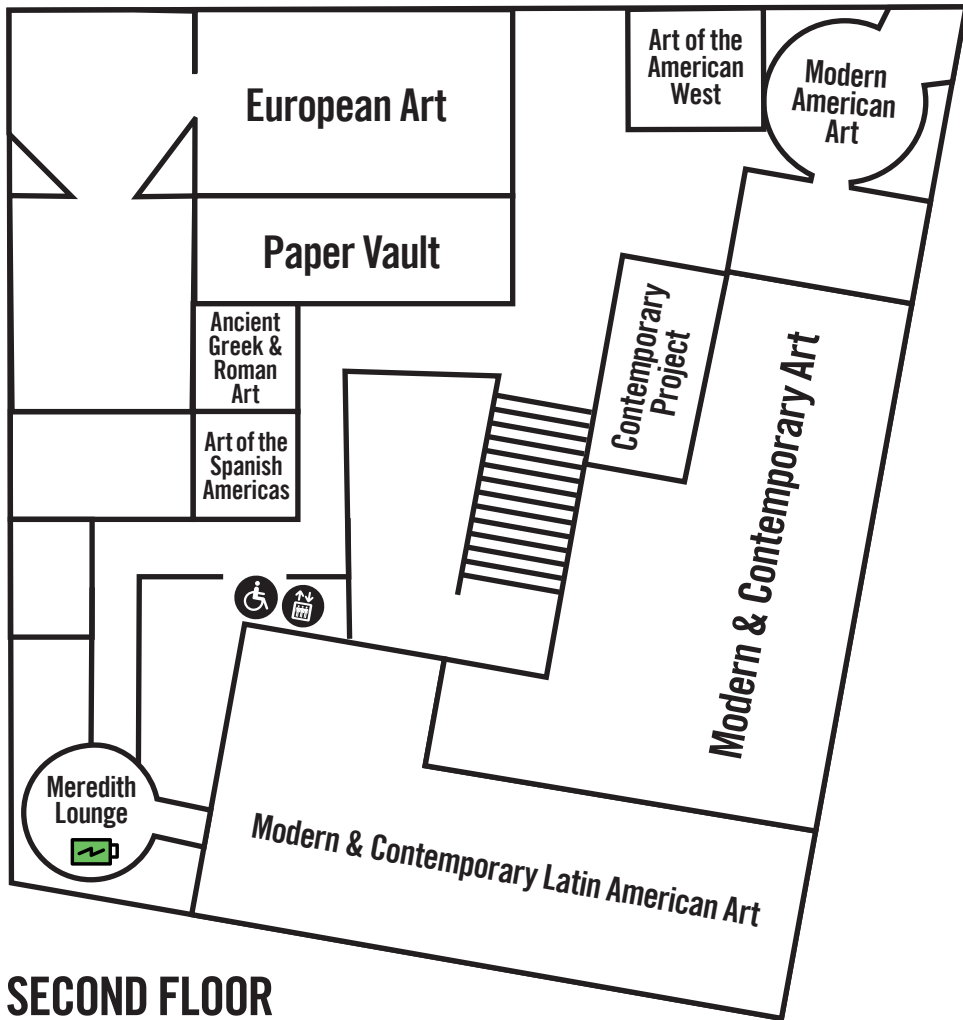 European Art
Paper Vault
Ancient
Greek &
Roman
Art
Art of the
Spanish
Americas
Art of the
American
West
Modern
American
Art
Contemporary
Project
Modern & Contemporary Art
Meredith
Lounge
Modern & Contemporary Latin American Art
SECOND FLOOR